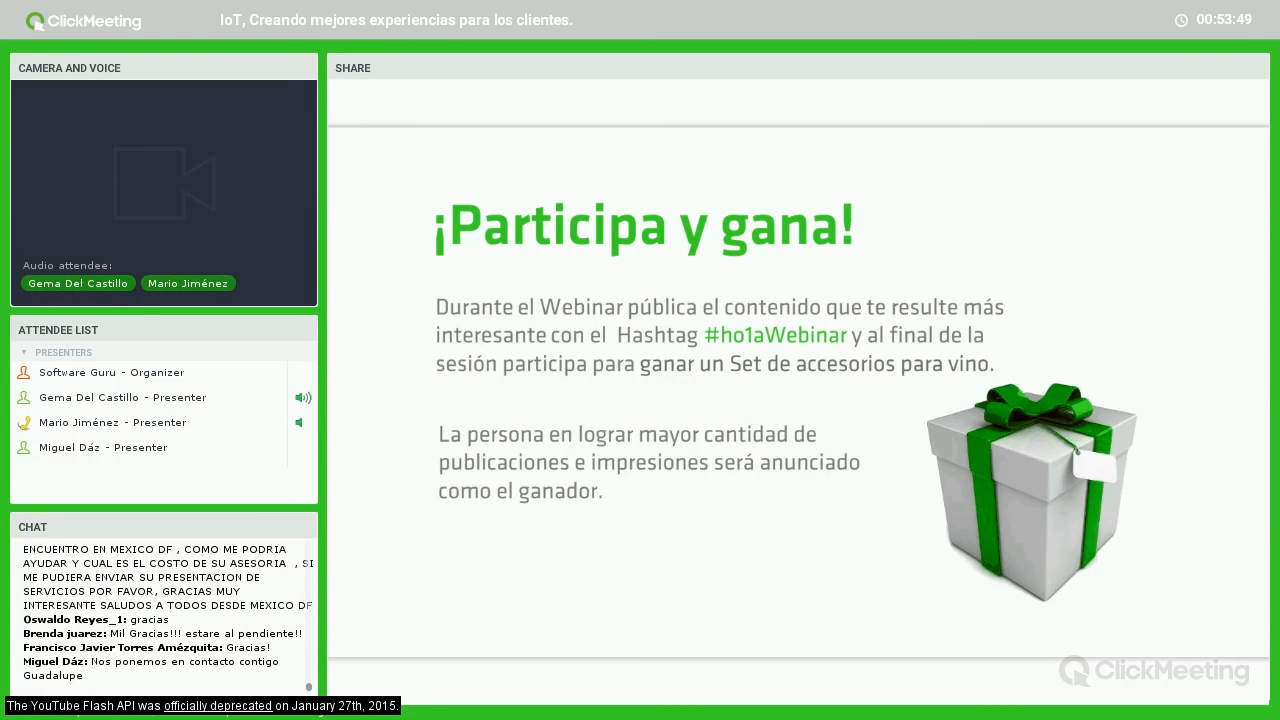 ClickMeeting
IoT, Creando mejores experiencias para los clientes.
00:53:49
CAMERA AND VOICE
Audio attendee:
Gema Del Castillo
Mario Jiménez
ATTENDEE LIST
PRESENTERS
Software Guru - Organizer
Gema Del Castillo - Presenter
Mario Jiménez - Presenter
Miguel Dáz - Presenter
CHAT
ENCUENTRO EN MEXICO DF , COMO ME PODRIA
AYUDAR Y CUAL ES EL COSTO DE SU ASESORIA , SI
ME PUDIERA ENVIAR SU PRESENTACION DE
SERVICIOS POR FAVOR, GRACIAS MUY
INTERESANTE SALUDOS A TODOS DESDE MEXICO DF
Oswaldo Reyes_1: gracias
Brenda juarez: Mil Gracias!!! estare al pendiente!!
Francisco Javier Torres Amézquita: Gracias!
Miguel Dáz: Nos ponemos en contacto contigo
Guadalupe
The YouTube Flash API was officially deprecated on January 27th, 2015.
SHARE
¡Participa y gana!
Durante el Webinar pública el contenido que te resulte más
interesante con el Hashtag #ho1aWebinar y al final de la
sesión participa para ganar un Set de accesorios para vino.
La persona en lograr mayor cantidad de
publicaciones e impresiones será anunciado
como el ganador.
ClickMeeting